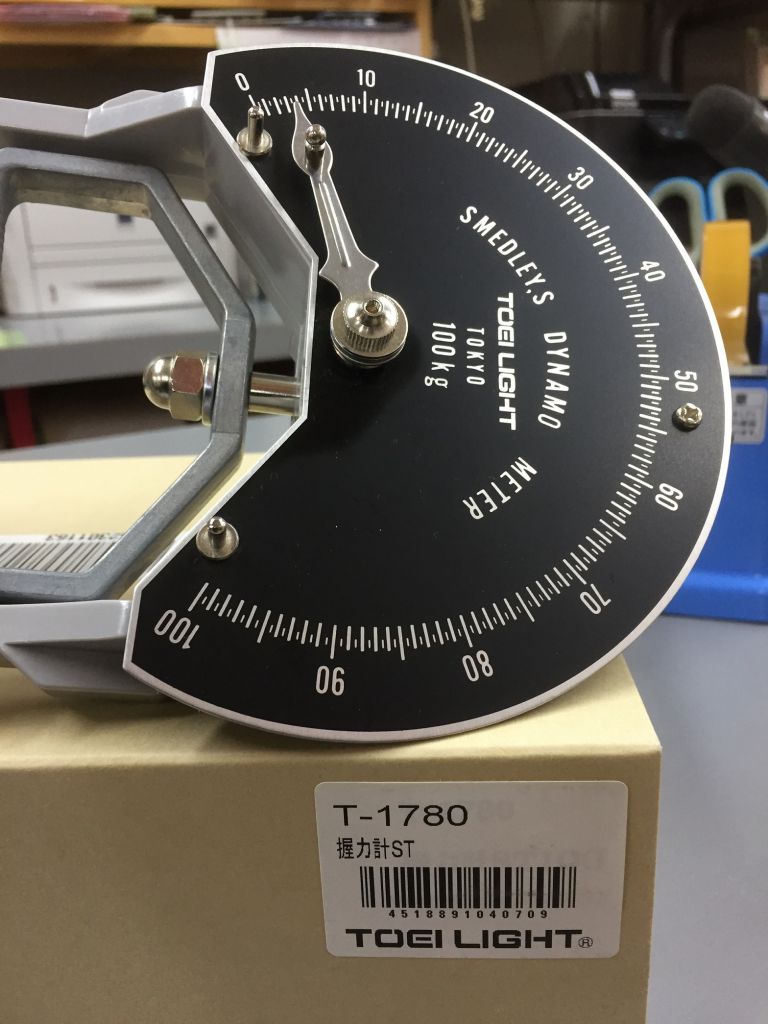 0
10
20
30
40
50
60
70
80
90
100
SMEDLEY,S DYNAMO METER
TOEI LIGHT
TOKYO
100kg
T-1780
握力計ST
4518891040709
TOEI LIGHT®